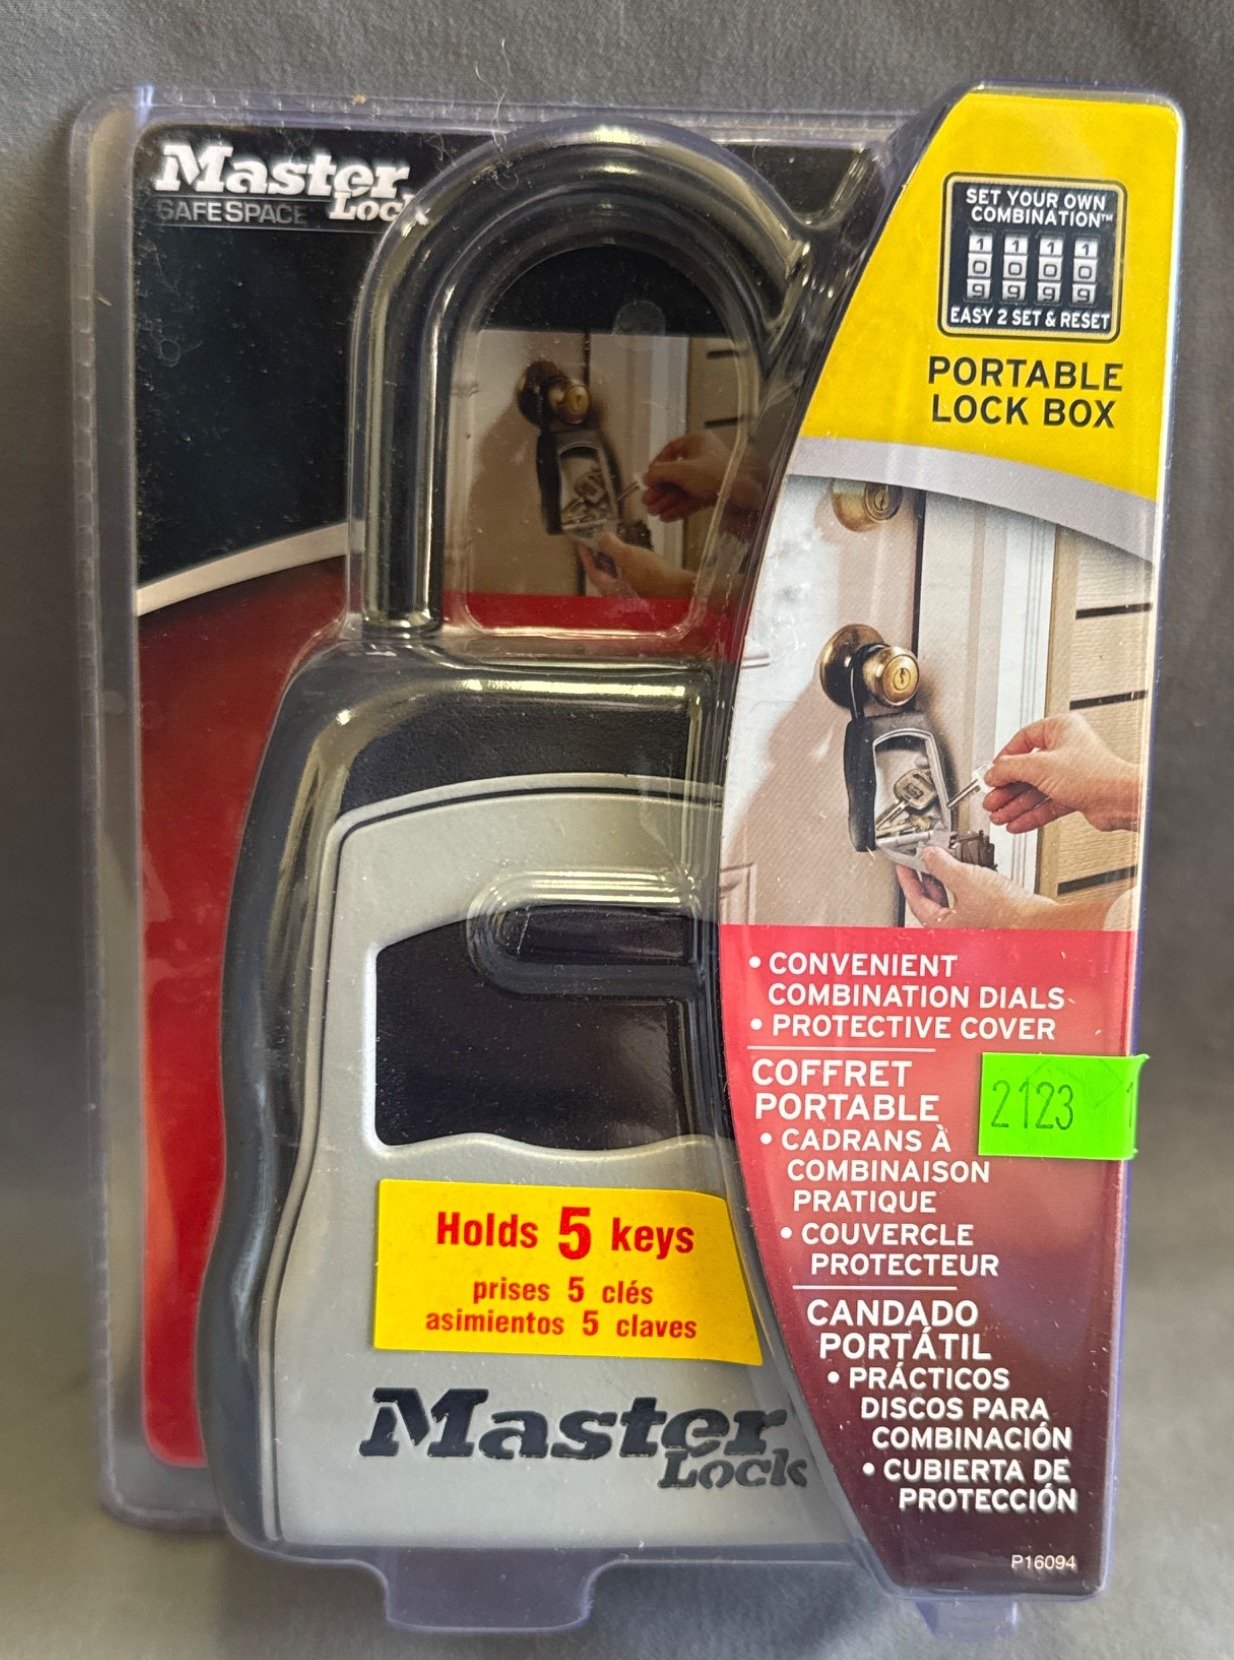 Master
Lock
SAFESPACE
SET YOUR OWN
COMBINATION™
1 1 1 1
0 0 0 0
9 9 9 9
EASY 2 SET & RESET
PORTABLE
LOCK BOX
• CONVENIENT
COMBINATION DIALS
• PROTECTIVE COVER
COFFRET
PORTABLE
• CADRANS À
COMBINAISON
PRATIQUE
• COUVERCLE
PROTECTEUR
CANDADO
PORTÁTIL
• PRÁCTICOS
DISCOS PARA
COMBINACIÓN
• CUBIERTA DE
PROTECCIÓN
P16094
2123 1
Holds 5 keys
prises 5 clés
asimientos 5 claves
Master
Lock